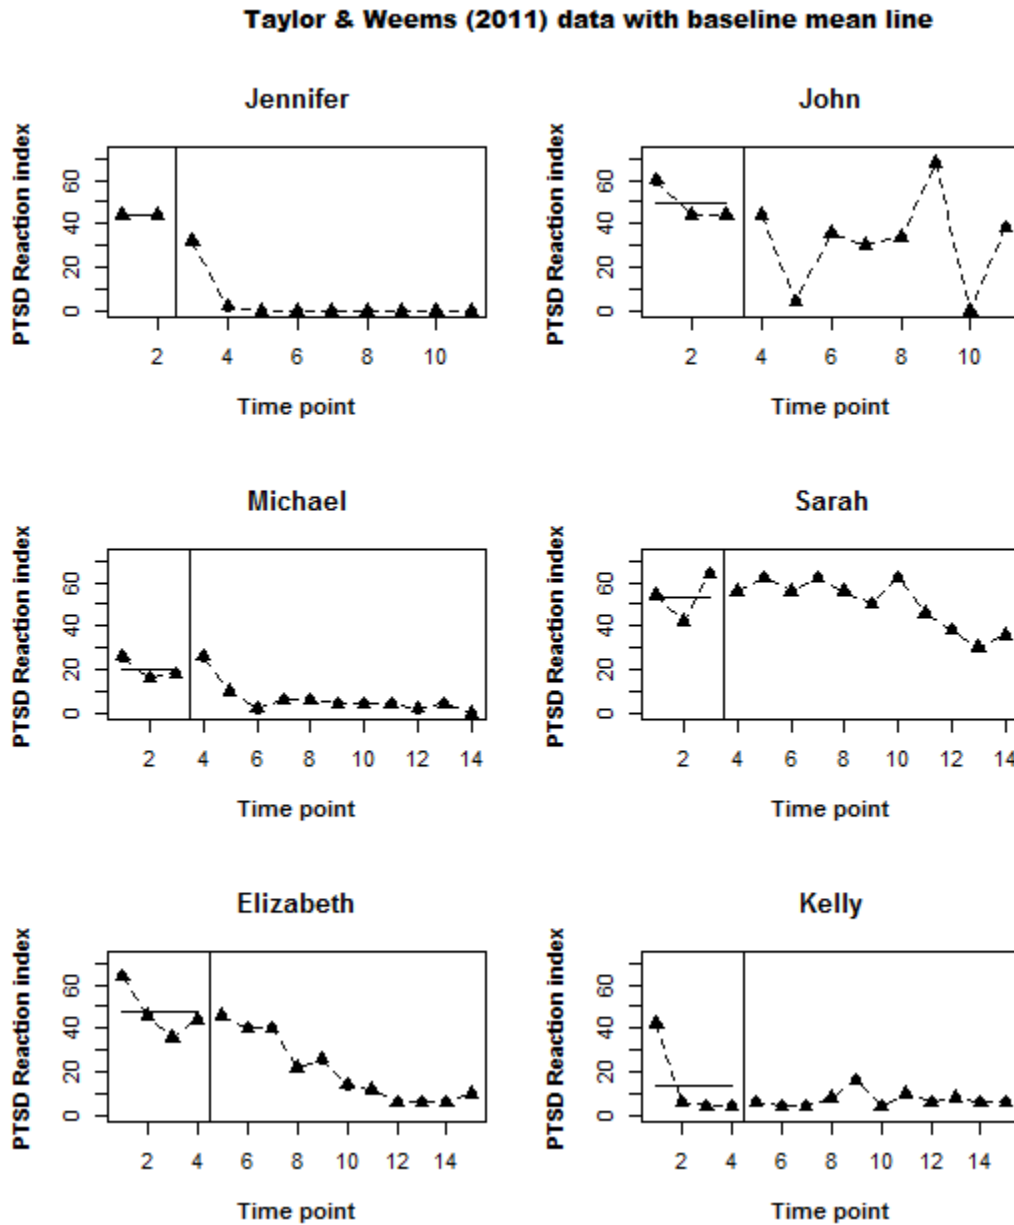 Taylor & Weems (2011) data with baseline mean line
Jennifer
PTSD Reaction index
60
40
20
0
2 4 6 8 10
Time point
John
PTSD Reaction index
60
40
20
0
2 4 6 8 10
Time point
Michael
PTSD Reaction index
60
40
20
0
2 4 6 8 10 12 14
Time point
Sarah
PTSD Reaction index
60
40
20
0
2 4 6 8 10 12 14
Time point
Elizabeth
PTSD Reaction index
60
40
20
0
2 4 6 8 10 12 14
Time point
Kelly
PTSD Reaction index
60
40
20
0
2 4 6 8 10 12 14
Time point